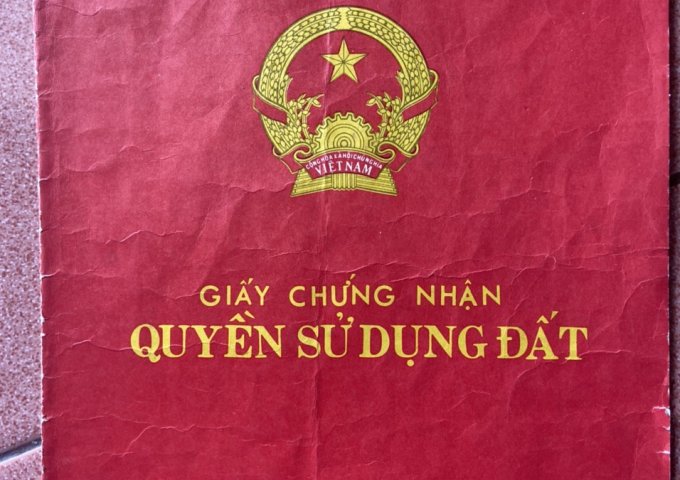 CỘNG HÒA XÃ HỘI CHỦ NGHĨA
VIỆT NAM
GIẤY CHỨNG NHẬN
QUYỀN SỬ DỤNG ĐẤT